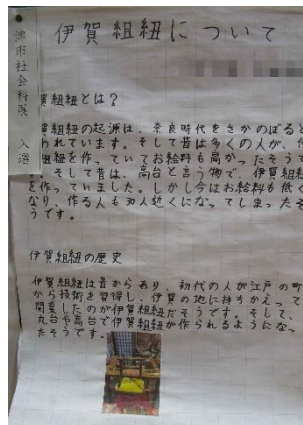 津市社会科展　入選
伊賀組紐について
賀組紐とは？
賀組紐の起源は、奈良時代をさかのぼると
われています。そして昔は多くの人が、伊
組紐を作っていてお給料も高かったそうで
。そして昔は、高台と言う物で、伊賀組紐
を作っていました。しかし今はお給料も低く
なり、作る人も 近くになってしまったそ
うです。
伊賀組紐の歴史
伊賀組紐は昔からあり、初代の人が江戸の町
から技術を習得し、伊賀の地に持ちかえって
開業したのが伊賀組紐だそうです。そして、
丸台や高台で伊賀組紐が作られるようになっ
たそうです。